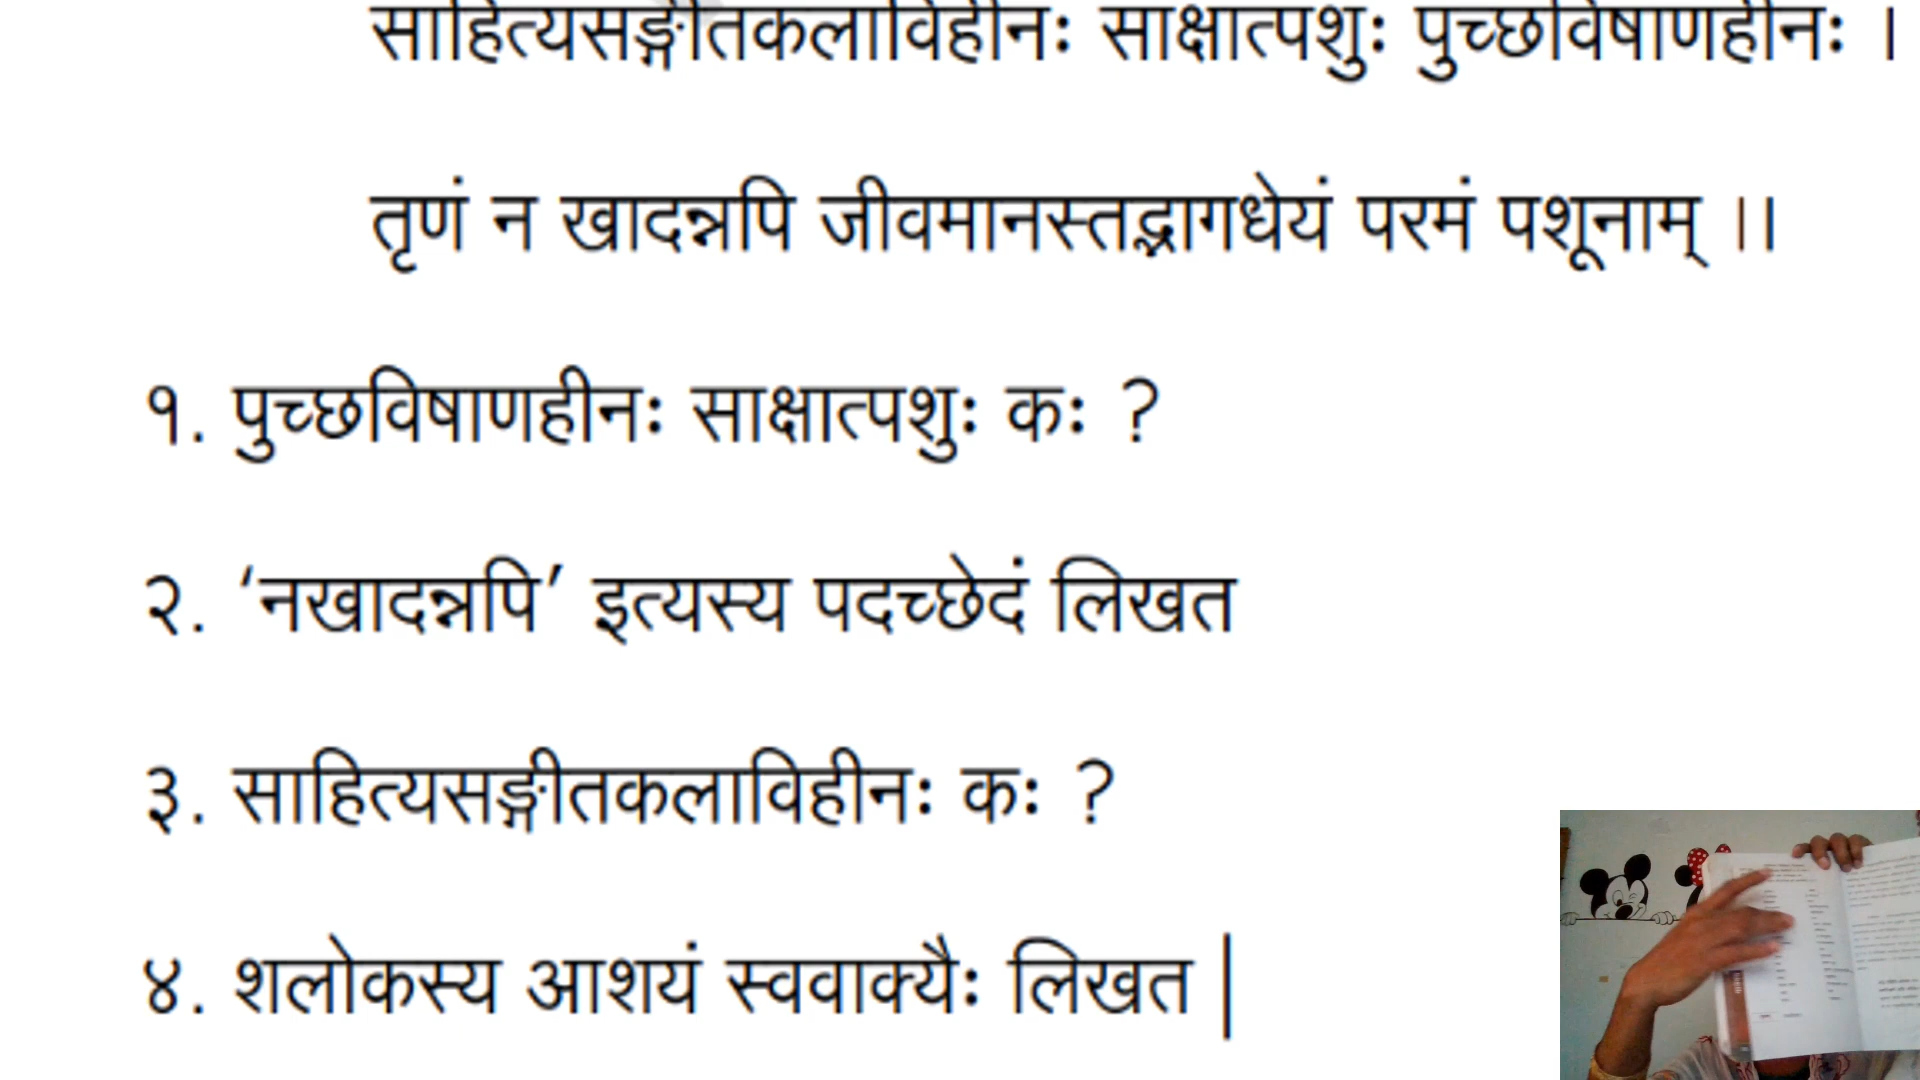 साहित्यसङ्गीतकलाविहीनः साक्षात्पशुः पुच्छविषाणहीनः ।
तृणं न खादन्नपि जीवमानस्तद्भागधेयं परमं पशूनाम् ।।
१. पुच्छविषाणहीनः साक्षात्पशुः कः ?
२. ‘नखादन्नपि’ इत्यस्य पदच्छेदं लिखत
३. साहित्यसङ्गीतकलाविहीनः कः ?
४. शलोकस्य आशयं स्ववाक्यैः लिखत |